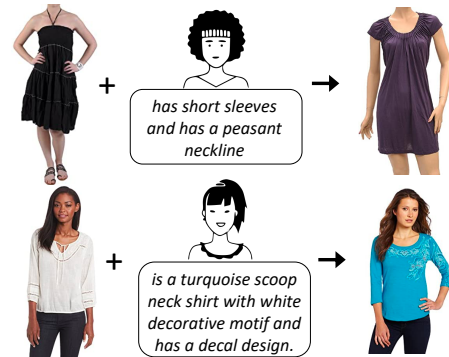 has short sleeves
and has a peasant
neckline
is a turquoise scoop
neck shirt with white
decorative motif and
has a decal design.